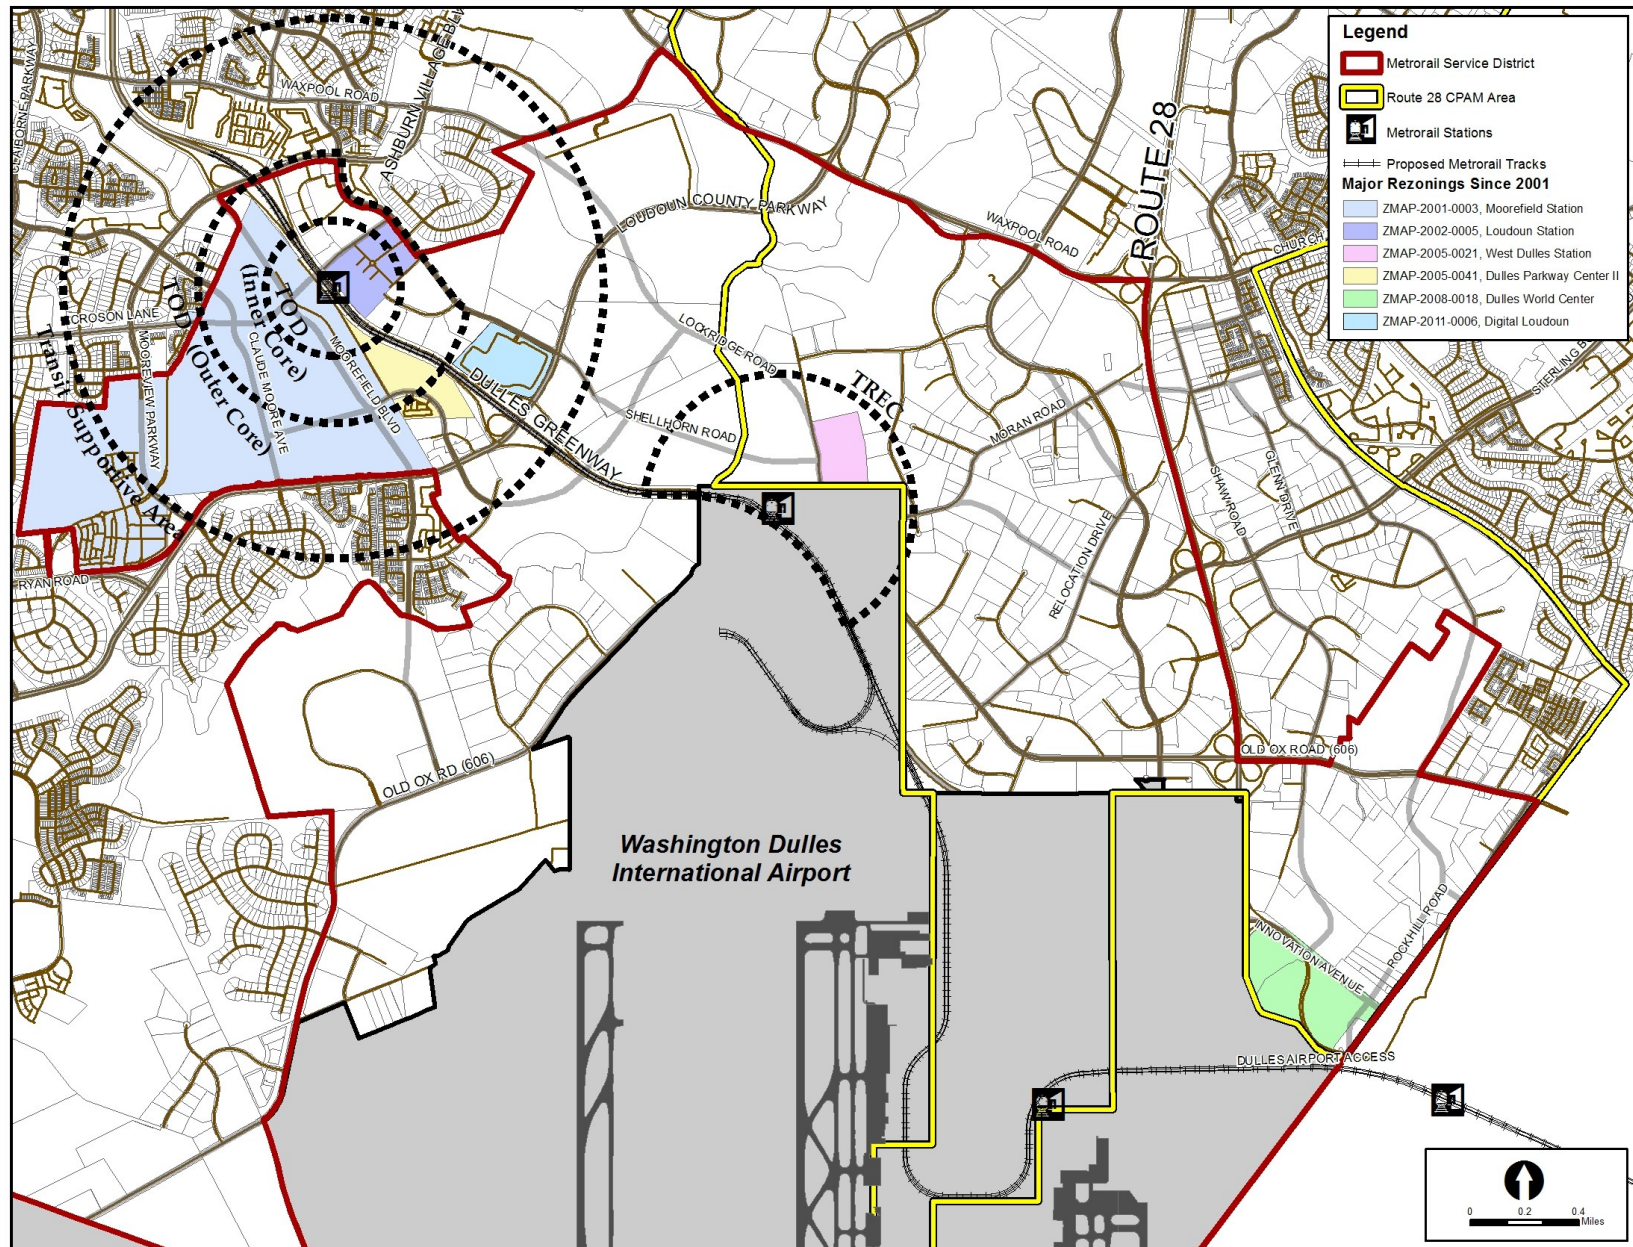 CLAIBORNE PARKWAY
WAXPOOL ROAD
ASHBURN VILLAGE BLV
LOUDOUN COUNTY PARKWAY
WAXPOOL ROAD
ROUTE 28
CHURCH
STERLING B
Legend
Metrorail Service District
Route 28 CPAM Area
Metrorail Stations
Proposed Metrorail Tracks
Major Rezonings Since 2001
ZMAP-2001-0003, Moorefield Station
ZMAP-2002-0005, Loudoun Station
ZMAP-2005-0021, West Dulles Station
ZMAP-2005-0041, Dulles Parkway Center II
ZMAP-2008-0018, Dulles World Center
ZMAP-2011-0006, Digital Loudoun
CROSON LANE
TOD
(Outer Core)
TOD
(Inner Core)
Transit Supportive Area
MOOREVIEW PARKWAY
CLAUDE MOORE AVE
MOOREFIELD BLVD
DULLES GREENWAY
LOCKRIDGE ROAD
SHELLHORN ROAD
TREC
MORAN ROAD
RELOCATION DRIVE
SHAW ROAD
GLENN DRIVE
RYAN ROAD
OLD OX RD (606)
OLD OX ROAD (606)
Washington Dulles
International Airport
INNOVATION AVENUE
ROCKHILL ROAD
DULLES AIRPORT ACCESS
0 0.2 0.4
Miles